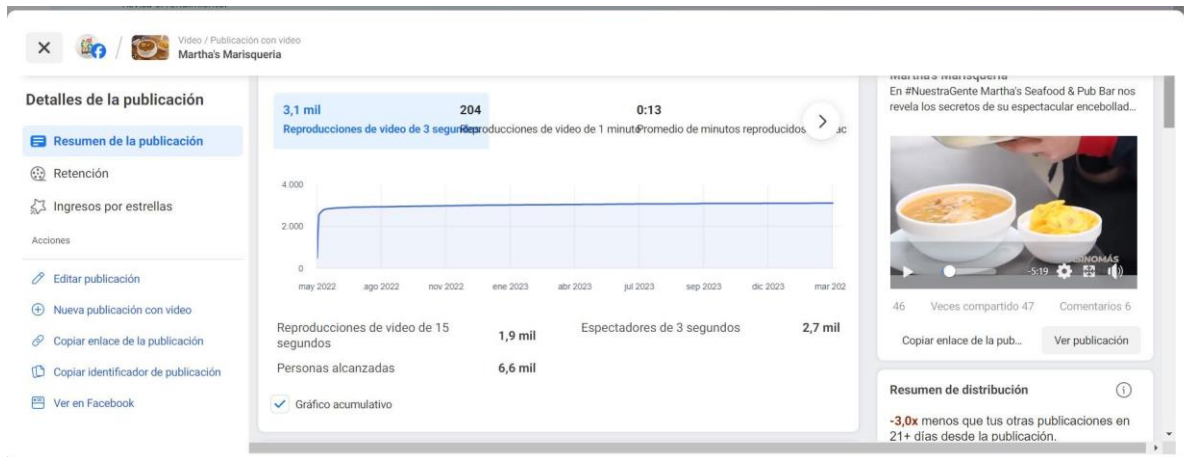 Video / Publicación con video
Martha's Marisqueria
Detalles de la publicación
Resumen de la publicación
Retención
Ingresos por estrellas
Acciones
Editar publicación
Nueva publicación con video
Copiar enlace de la publicación
Copiar identificador de publicación
Ver en Facebook
3,1 mil
Reproducciones de video de 3 segundos
204
Reproducciones de video de 1 minuto
0:13
Promedio de minutos reproducidos
4.000
2.000
0
may 2022 ago 2022 nov 2022 ene 2023 abr 2023 jul 2023 sep 2023 dic 2023 mar 202
Reproducciones de video de 15
segundos
1,9 mil
Espectadores de 3 segundos
2,7 mil
Personas alcanzadas
6,6 mil
Gráfico acumulativo
Martha's Marisqueria
En #NuestraGente Martha's Seafood & Pub Bar nos
revela los secretos de su espectacular encebollad...
-5:19
46 Veces compartido 47 Comentarios 6
Copiar enlace de la pub...
Ver publicación
Resumen de distribución
-3,0x menos que tus otras publicaciones en
21+ días desde la publicación.